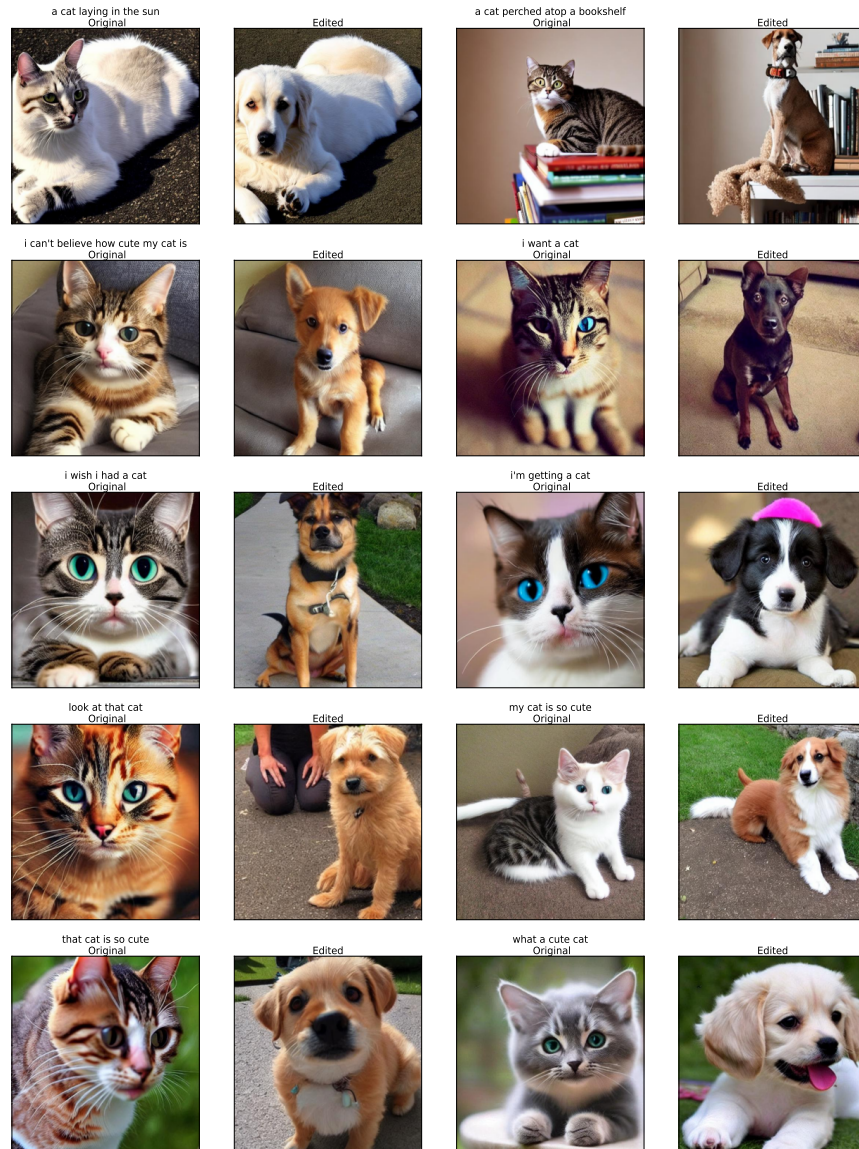 a cat laying in the sun
Original
Edited
a cat perched atop a bookshelf
Original
Edited
i can't believe how cute my cat is
Original
Edited
i want a cat
Original
Edited
i wish i had a cat
Original
Edited
i'm getting a cat
Original
Edited
look at that cat
Original
Edited
my cat is so cute
Original
Edited
that cat is so cute
Original
Edited
what a cute cat
Original
Edited